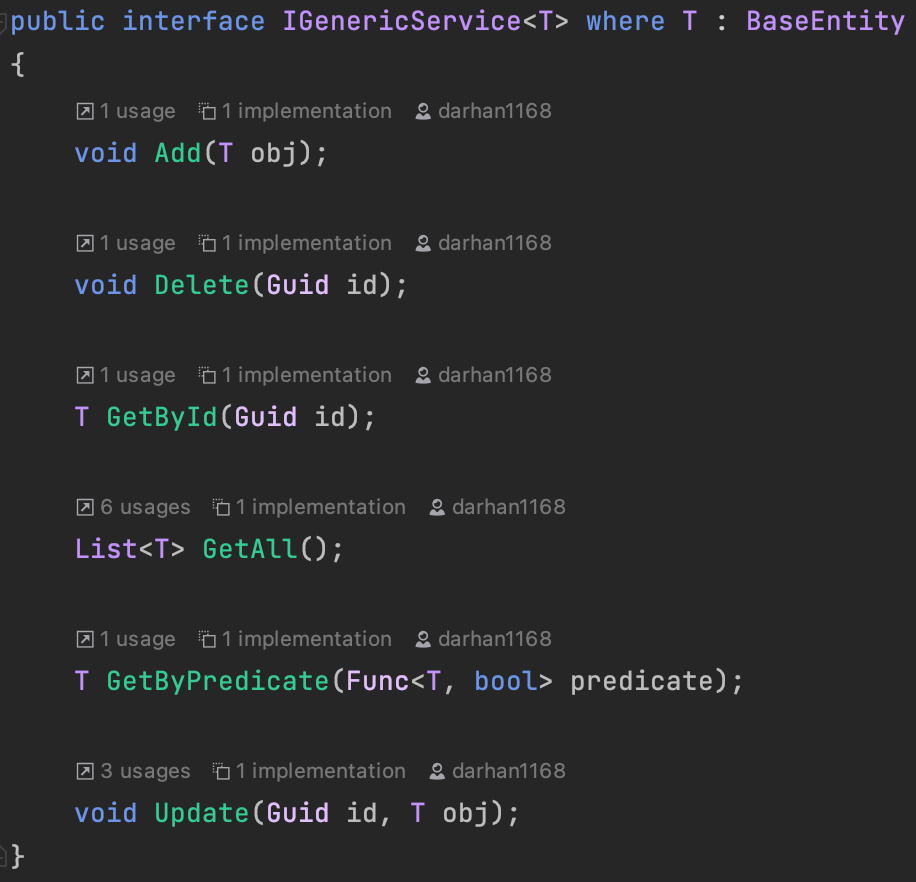 public interface IGenericService<T> where T : BaseEntity
{
1 usage 1 implementation darhan1168
void Add(T obj);
1 usage 1 implementation darhan1168
void Delete(Guid id);
1 usage 1 implementation darhan1168
T GetById(Guid id);
6 usages 1 implementation darhan1168
List<T> GetAll();
1 usage 1 implementation darhan1168
T GetByPredicate(Func<T, bool> predicate);
3 usages 1 implementation darhan1168
void Update(Guid id, T obj);
}